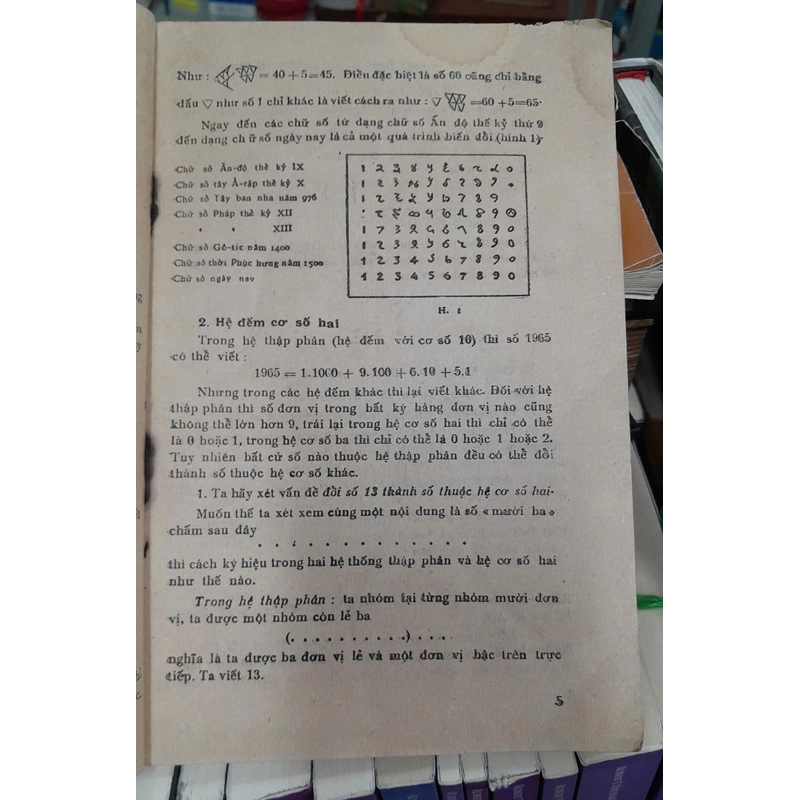 Như : = 40 + 5 = 45. Điều đặc biệt là số 60 cũng chỉ bằng
dấu ▽ như số 1 chỉ khác là viết cách ra như : ▽ = 60 + 5 = 65.
Ngay đến các chữ số từ dạng chữ số Ấn độ thế kỷ thứ 9
đến dạng chữ số ngày nay là cả một quá trình biến đổi (hình 1).
Chữ số Ấn-độ thế kỷ IX
Chữ số tây Ả-rập thế kỷ X
Chữ số Tây ban nha năm 976
Chữ số Pháp thế kỷ XII
« « XIII
Chữ số Gô-tic năm 1400
Chữ số thời Phục hưng năm 1500
Chữ số ngày nay
1 2 3 4 5 6 7 8 9 0
1 2 3 4 5 6 7 8 9 0
H. 1
2. Hệ đếm cơ số hai
Trong hệ thập phân (hệ đếm với cơ số 10) thì số 1965
có thể viết :
1965 = 1.1000 + 9.100 + 6.10 + 5.1
Nhưng trong các hệ đếm khác thì lại viết khác. Đối với hệ
thập phân thì số đơn vị trong bất kỳ hàng đơn vị nào cũng
không thể lớn hơn 9, trái lại trong hệ cơ số hai thì chỉ có thể
là 0 hoặc 1, trong hệ cơ số ba thì chỉ có thể là 0 hoặc 1 hoặc 2.
Tuy nhiên bất cứ số nào thuộc hệ thập phân đều có thể đổi
thành số thuộc hệ cơ số khác.
1. Ta hãy xét vấn đề đổi số 13 thành số thuộc hệ cơ số hai.
Muốn thế ta xét xem cùng một nội dung là số « mười ba »
chấm sau đây
. . . . . . . . . . . . .
thì cách ký hiệu trong hai hệ thống thập phân và hệ cơ số hai
như thế nào.
Trong hệ thập phân : ta nhóm lại từng nhóm mười đơn
vị, ta được một nhóm còn lẻ ba
(. . . . . . . . . .) . . .
nghĩa là ta được ba đơn vị lẻ và một đơn vị bậc trên trực
tiếp. Ta viết 13.
5